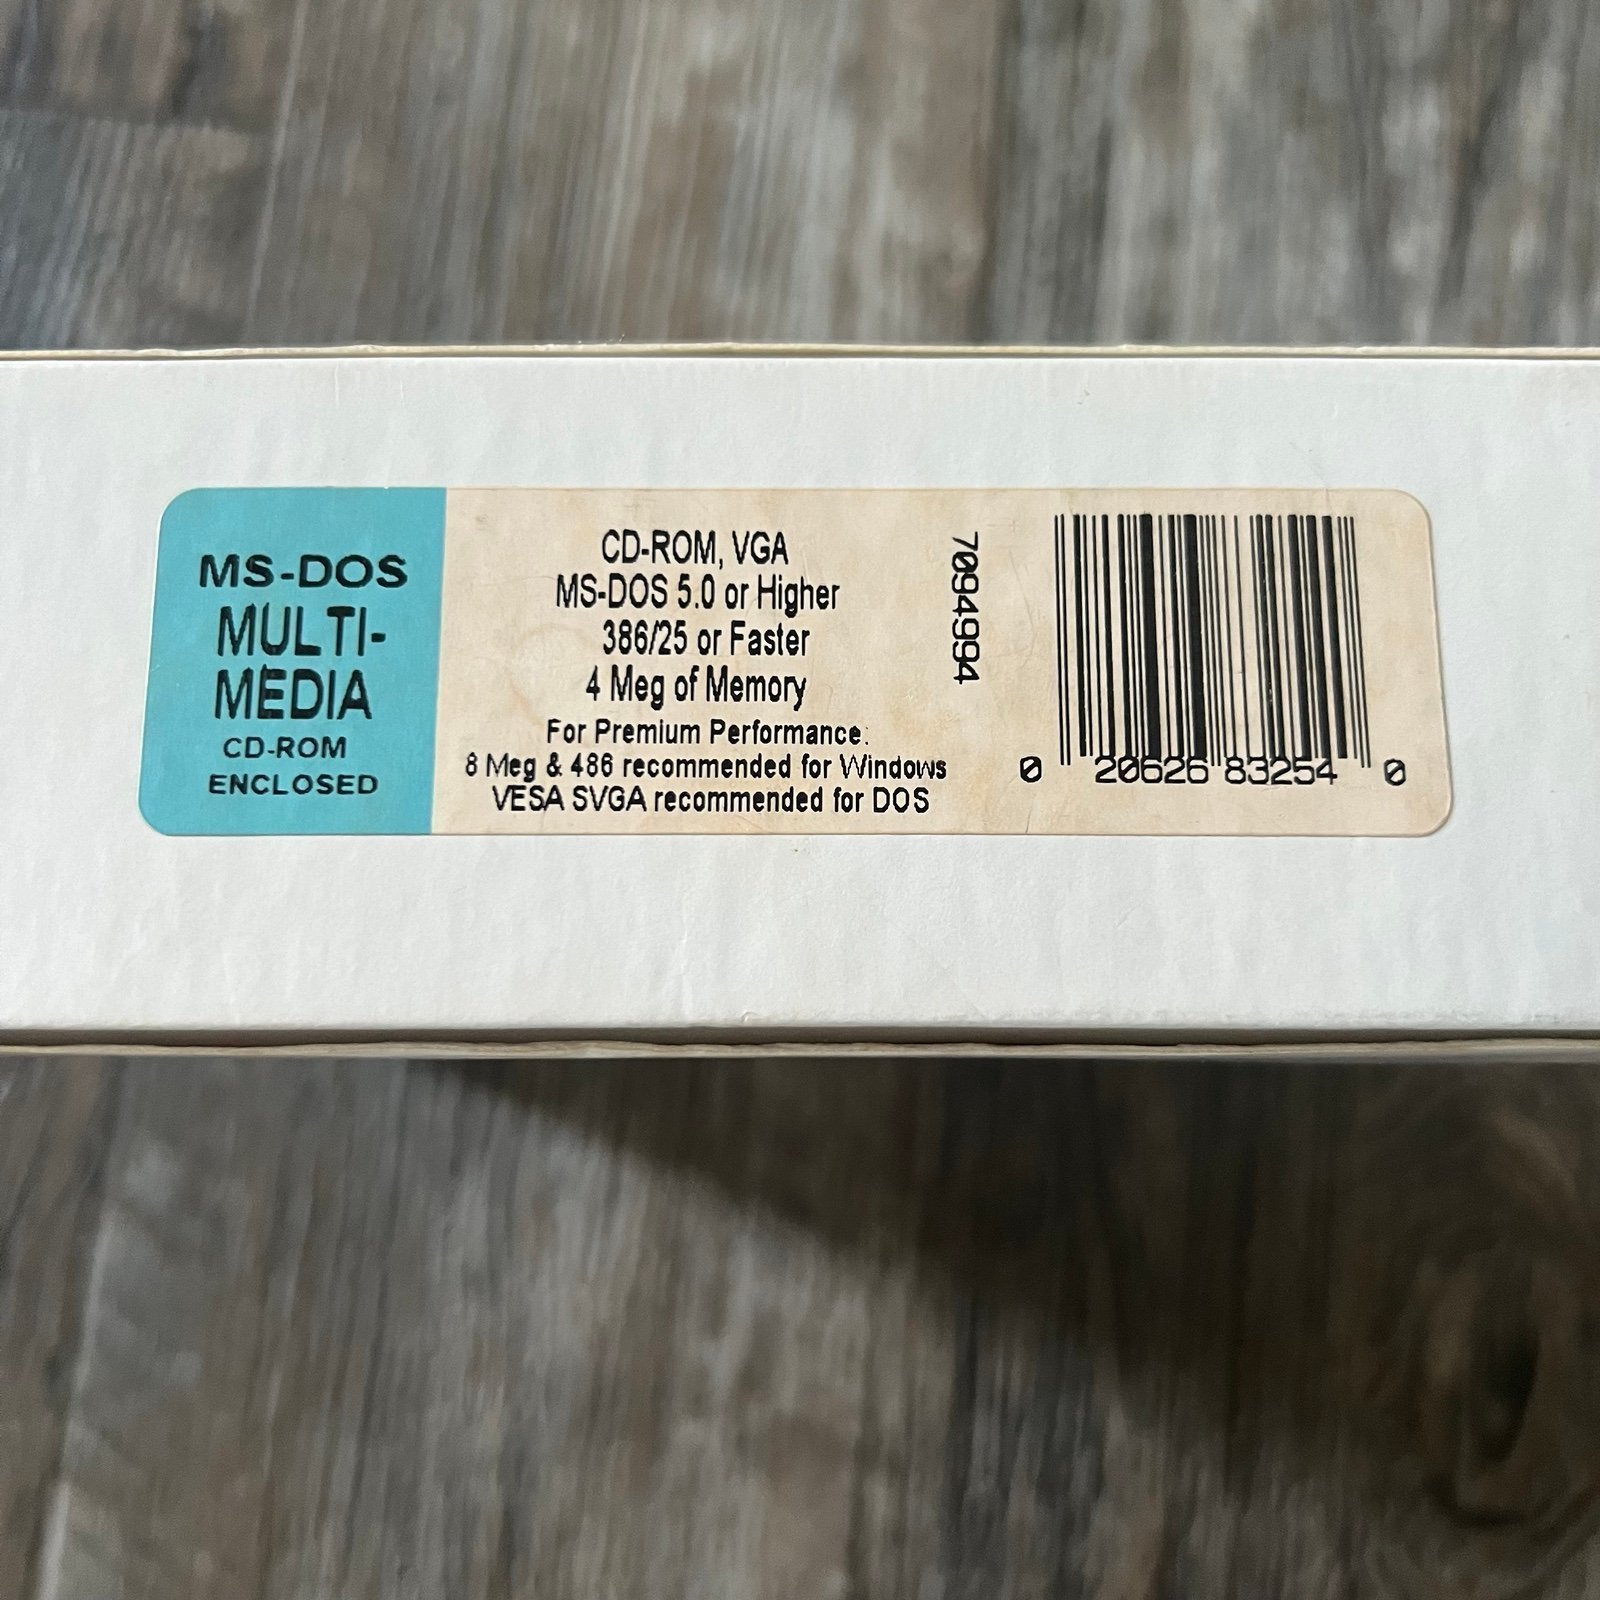 MS-DOS
MULTI-
MEDIA
CD-ROM
ENCLOSED
CD-ROM, VGA
MS-DOS 5.0 or Higher
386/25 or Faster
4 Meg of Memory
For Premium Performance:
8 Meg & 486 recommended for Windows
VESA SVGA recommended for DOS
7094994
0 20626 83254 0